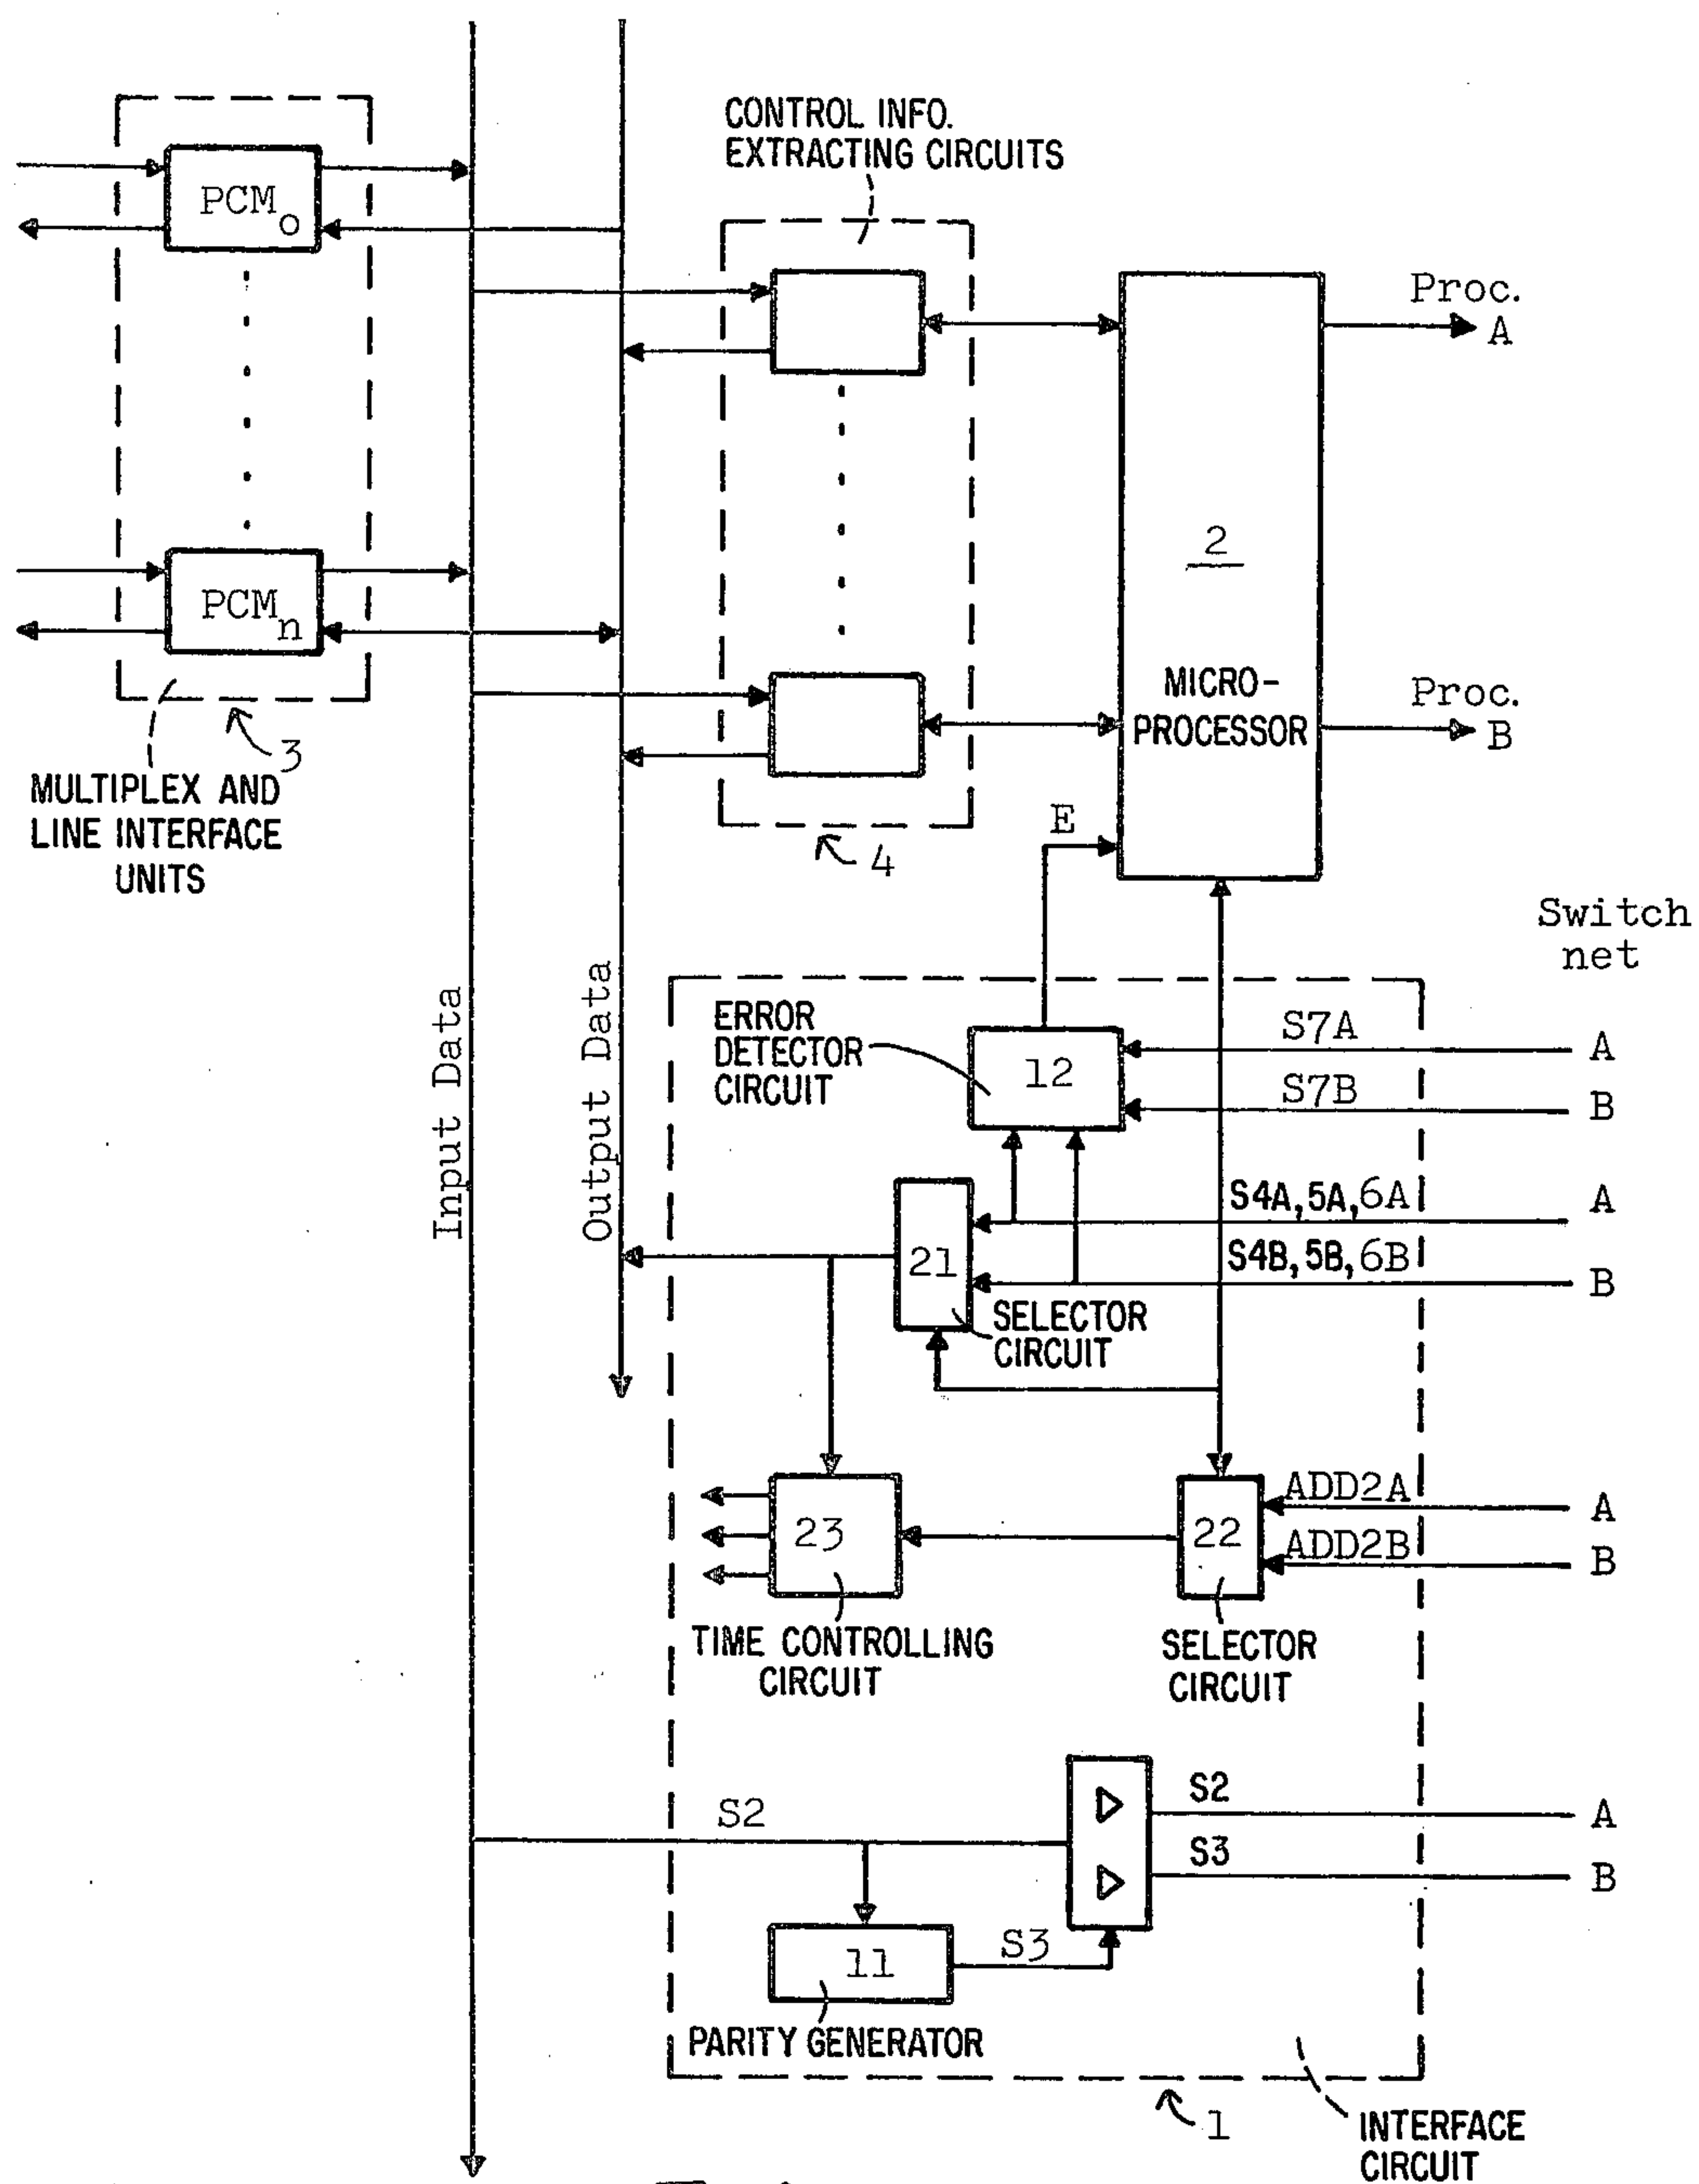 CONTROL INFO.
EXTRACTING CIRCUITS
PCMo
Proc.
A
2
PCMn
MICRO-
PROCESSOR
Proc.
B
3
MULTIPLEX AND
LINE INTERFACE
UNITS
E
4
Switch
net
Input Data
Output Data
ERROR
DETECTOR
CIRCUIT
12
S7A
A
S7B
B
S4A,5A,6A
A
21
S4B,5B,6B
B
SELECTOR
CIRCUIT
23
22
ADD2A
A
ADD2B
B
TIME CONTROLLING
CIRCUIT
SELECTOR
CIRCUIT
S2
S2
A
S3
B
11
S3
PARITY GENERATOR
1
INTERFACE
CIRCUIT